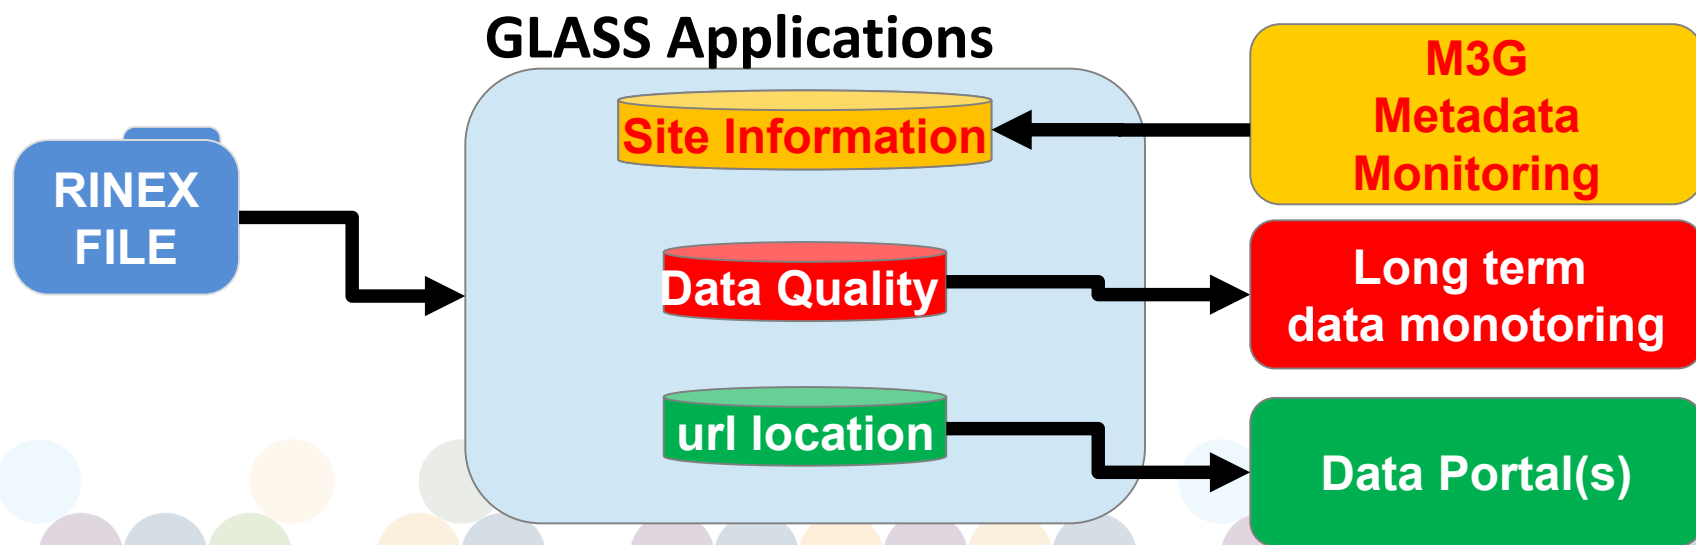 GLASS Applications
RINEX
FILE
Site Information
Data Quality
url location
M3G
Metadata
Monitoring
Long term
data monotoring
Data Portal(s)